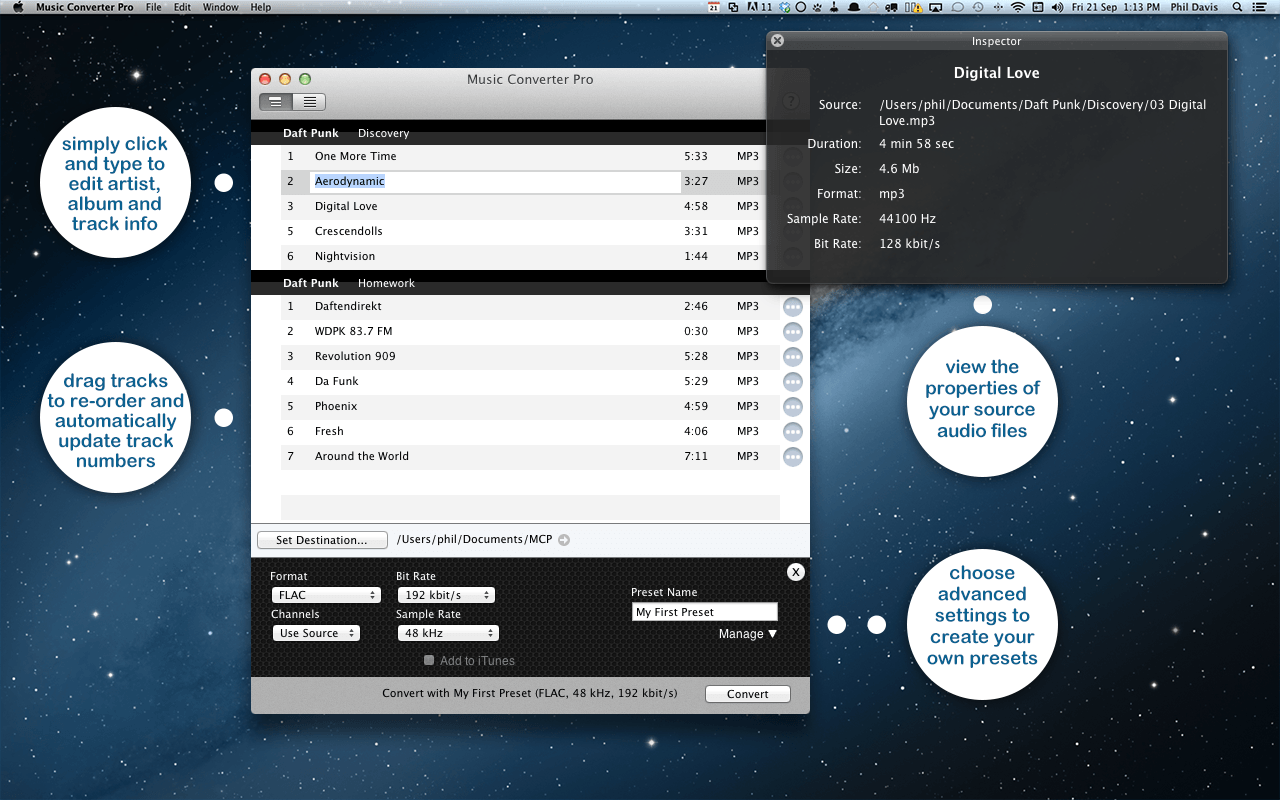 Music Converter Pro File Edit Window Help
21 11 Fri 21 Sep 1:13 PM Phil Davis
Inspector
Digital Love
Source: /Users/phil/Documents/Daft Punk/Discovery/03 Digital
Love.mp3
Duration: 4 min 58 sec
Size: 4.6 Mb
Format: mp3
Sample Rate: 44100 Hz
Bit Rate: 128 kbit/s
Music Converter Pro
?
Daft Punk Discovery
1 One More Time 5:33 MP3
2 Aerodynamic 3:27 MP3
3 Digital Love 4:58 MP3
5 Crescendolls 3:31 MP3
6 Nightvision 1:44 MP3
Daft Punk Homework
1 Daftendirekt 2:46 MP3
2 WDPK 83.7 FM 0:30 MP3
3 Revolution 909 5:28 MP3
4 Da Funk 5:29 MP3
5 Phoenix 4:59 MP3
6 Fresh 4:06 MP3
7 Around the World 7:11 MP3
Set Destination... /Users/phil/Documents/MCP
X
Format Bit Rate
FLAC 192 kbit/s
Channels Sample Rate
Use Source 48 kHz
Preset Name
My First Preset
Manage ▼
Add to iTunes
Convert with My First Preset (FLAC, 48 kHz, 192 kbit/s) Convert
simply click
and type to
edit artist,
album and
track info
drag tracks
to re-order and
automatically
update track
numbers
view the
properties of
your source
audio files
choose
advanced
settings to
create your
own presets